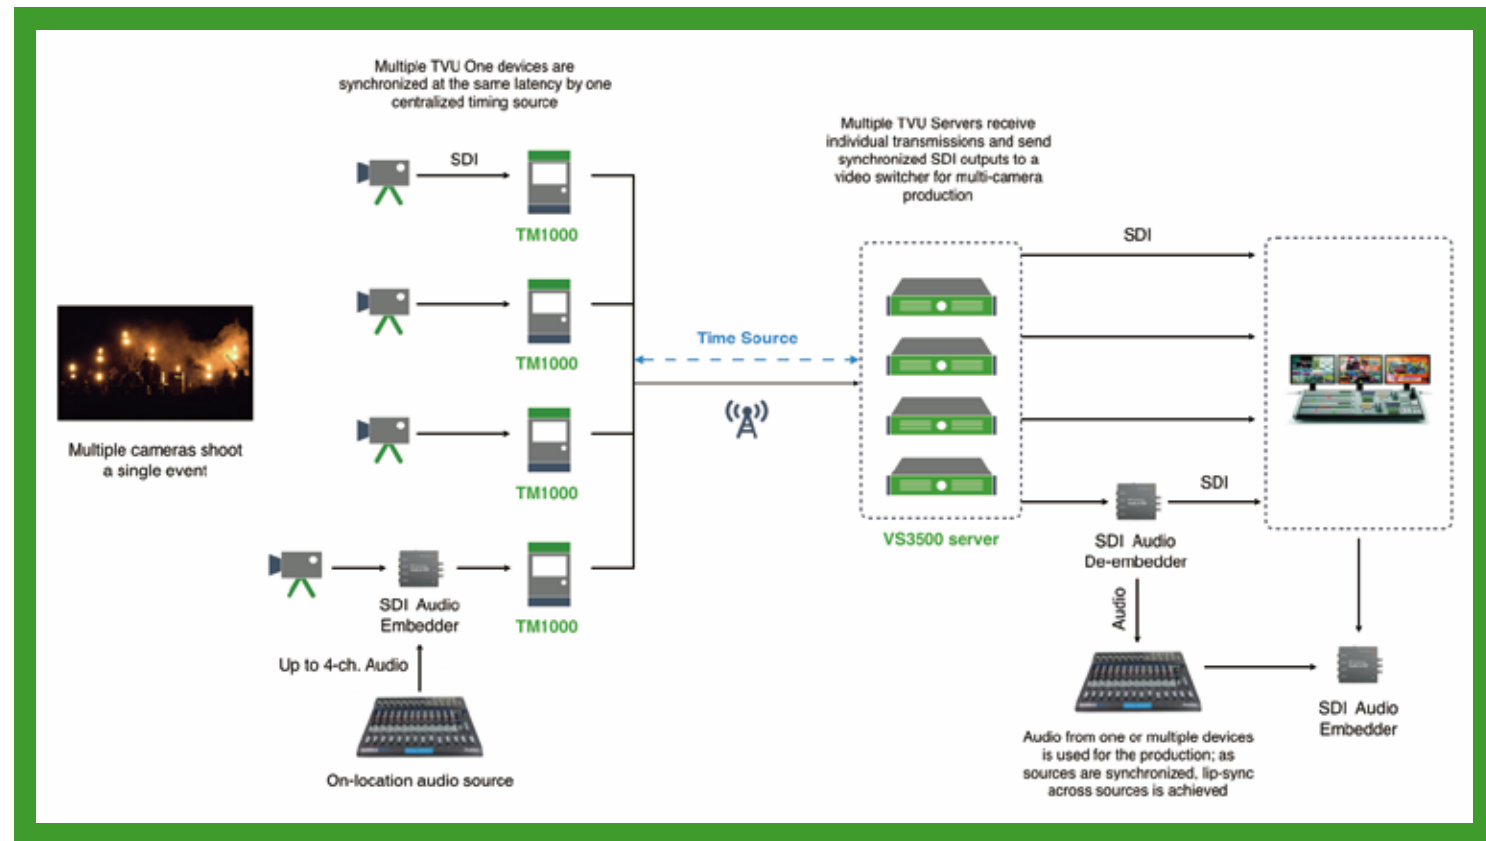 Multiple TVU One devices are
synchronized at the same latency by one
centralized timing source
Multiple TVU Servers receive
individual transmissions and send
synchronized SDI outputs to a
video switcher for multi-camera
production
SDI
TM1000
SDI
TM1000
Time Source
Multiple cameras shoot
a single event
TM1000
SDI
VS3500 server
SDI Audio
De-embedder
SDI Audio
Embedder
TM1000
Audio
Up to 4-ch. Audio
On-location audio source
SDI Audio
Embedder
Audio from one or multiple devices
is used for the production; as
sources are synchronized, lip-sync
across sources is achieved